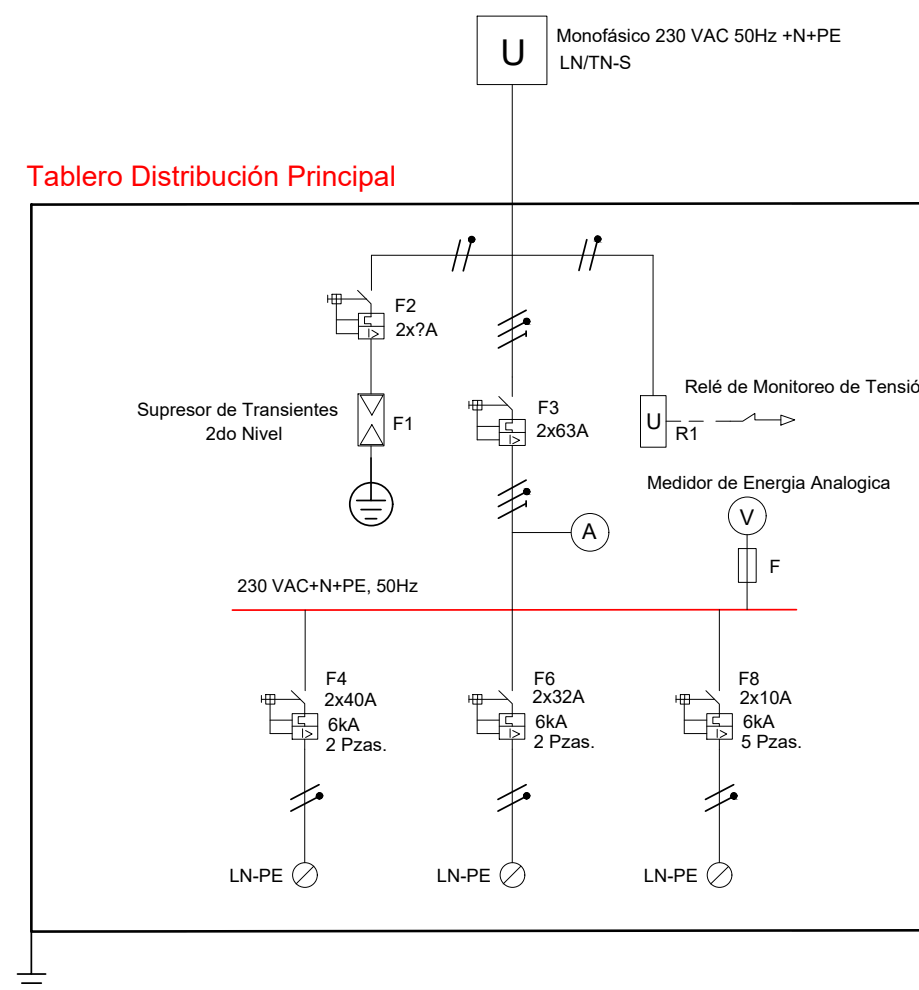 U
Monofásico 230 VAC 50Hz +N+PE
LN/TN-S
Tablero Distribución Principal
F2
2x?A
Supresor de Transientes
2do Nivel
F1
F3
2x63A
Relé de Monitoreo de Tensió
U
R1
Medidor de Energia Analogica
V
A
F
230 VAC+N+PE, 50Hz
F4
2x40A
6kA
2 Pzas.
F6
2x32A
6kA
2 Pzas.
F8
2x10A
6kA
5 Pzas.
LN-PE
LN-PE
LN-PE